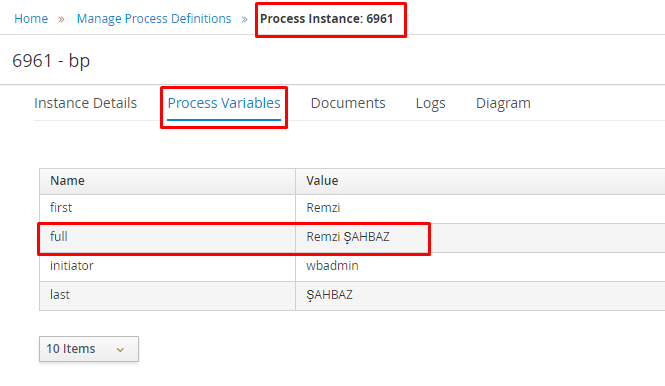 Home » Manage Process Definitions » Process Instance: 6961
6961 - bp
Instance Details Process Variables Documents Logs Diagram
Name Value
first Remzi
full Remzi ŞAHBAZ
initiator wbadmin
last ŞAHBAZ
10 Items